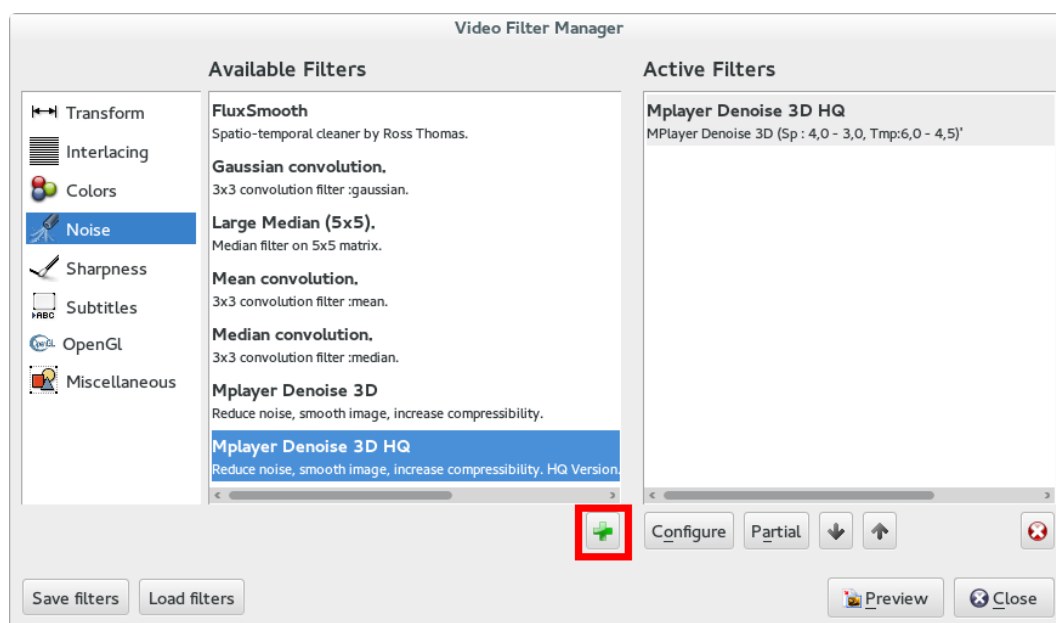 Video Filter Manager
Available Filters
Active Filters
Transform
Interlacing
Colors
Noise
Sharpness
ABC
Subtitles
OpenGL
OpenGl
Miscellaneous
FluxSmooth
Spatio-temporal cleaner by Ross Thomas.
Gaussian convolution.
3x3 convolution filter :gaussian.
Large Median (5x5).
Median filter on 5x5 matrix.
Mean convolution.
3x3 convolution filter :mean.
Median convolution.
3x3 convolution filter :median.
Mplayer Denoise 3D
Reduce noise, smooth image, increase compressibility.
Mplayer Denoise 3D HQ
Reduce noise, smooth image, increase compressibility. HQ Version.
Mplayer Denoise 3D HQ
MPlayer Denoise 3D (Sp : 4,0 - 3,0, Tmp:6,0 - 4,5)'
Configure
Partial
Save filters
Load filters
Preview
Close